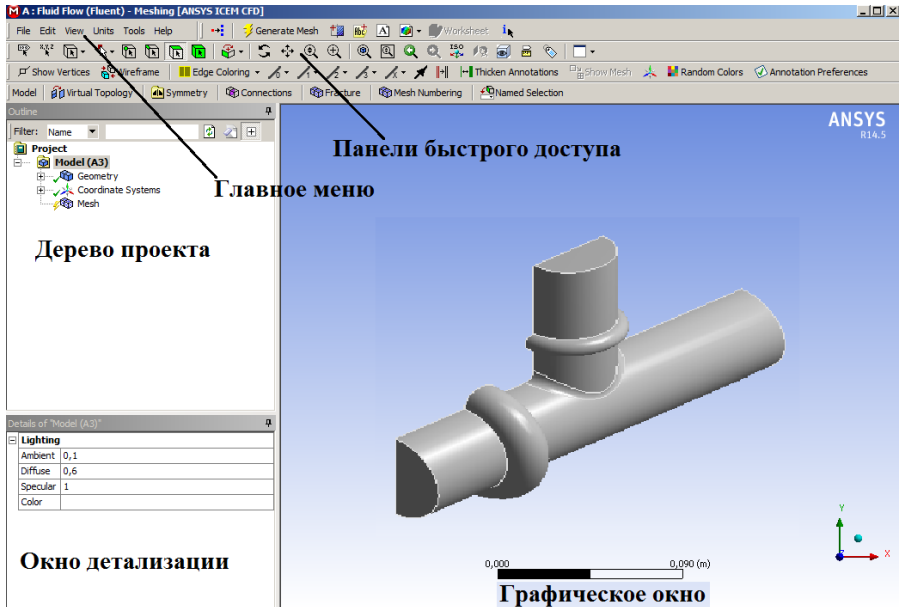 A : Fluid Flow (Fluent) - Meshing [ANSYS ICEM CFD]
File Edit View Units Tools Help Generate Mesh A Worksheet
X,Y,Z ISO
Show Vertices Wireframe Edge Coloring Thicken Annotations Show Mesh Random Colors Annotation Preferences
Model Virtual Topology Symmetry Connections Fracture Mesh Numbering Named Selection
Outline
Filter: Name
Project
Model (A3)
Geometry
Coordinate Systems
Mesh
Дерево проекта
Главное меню
Панели быстрого доступа
ANSYS
R14.5
Details of "Model (A3)"
Lighting
Ambient 0,1
Diffuse 0,6
Specular 1
Color
Окно детализации
0,000 0,090 (m)
Графическое окно
Y
X